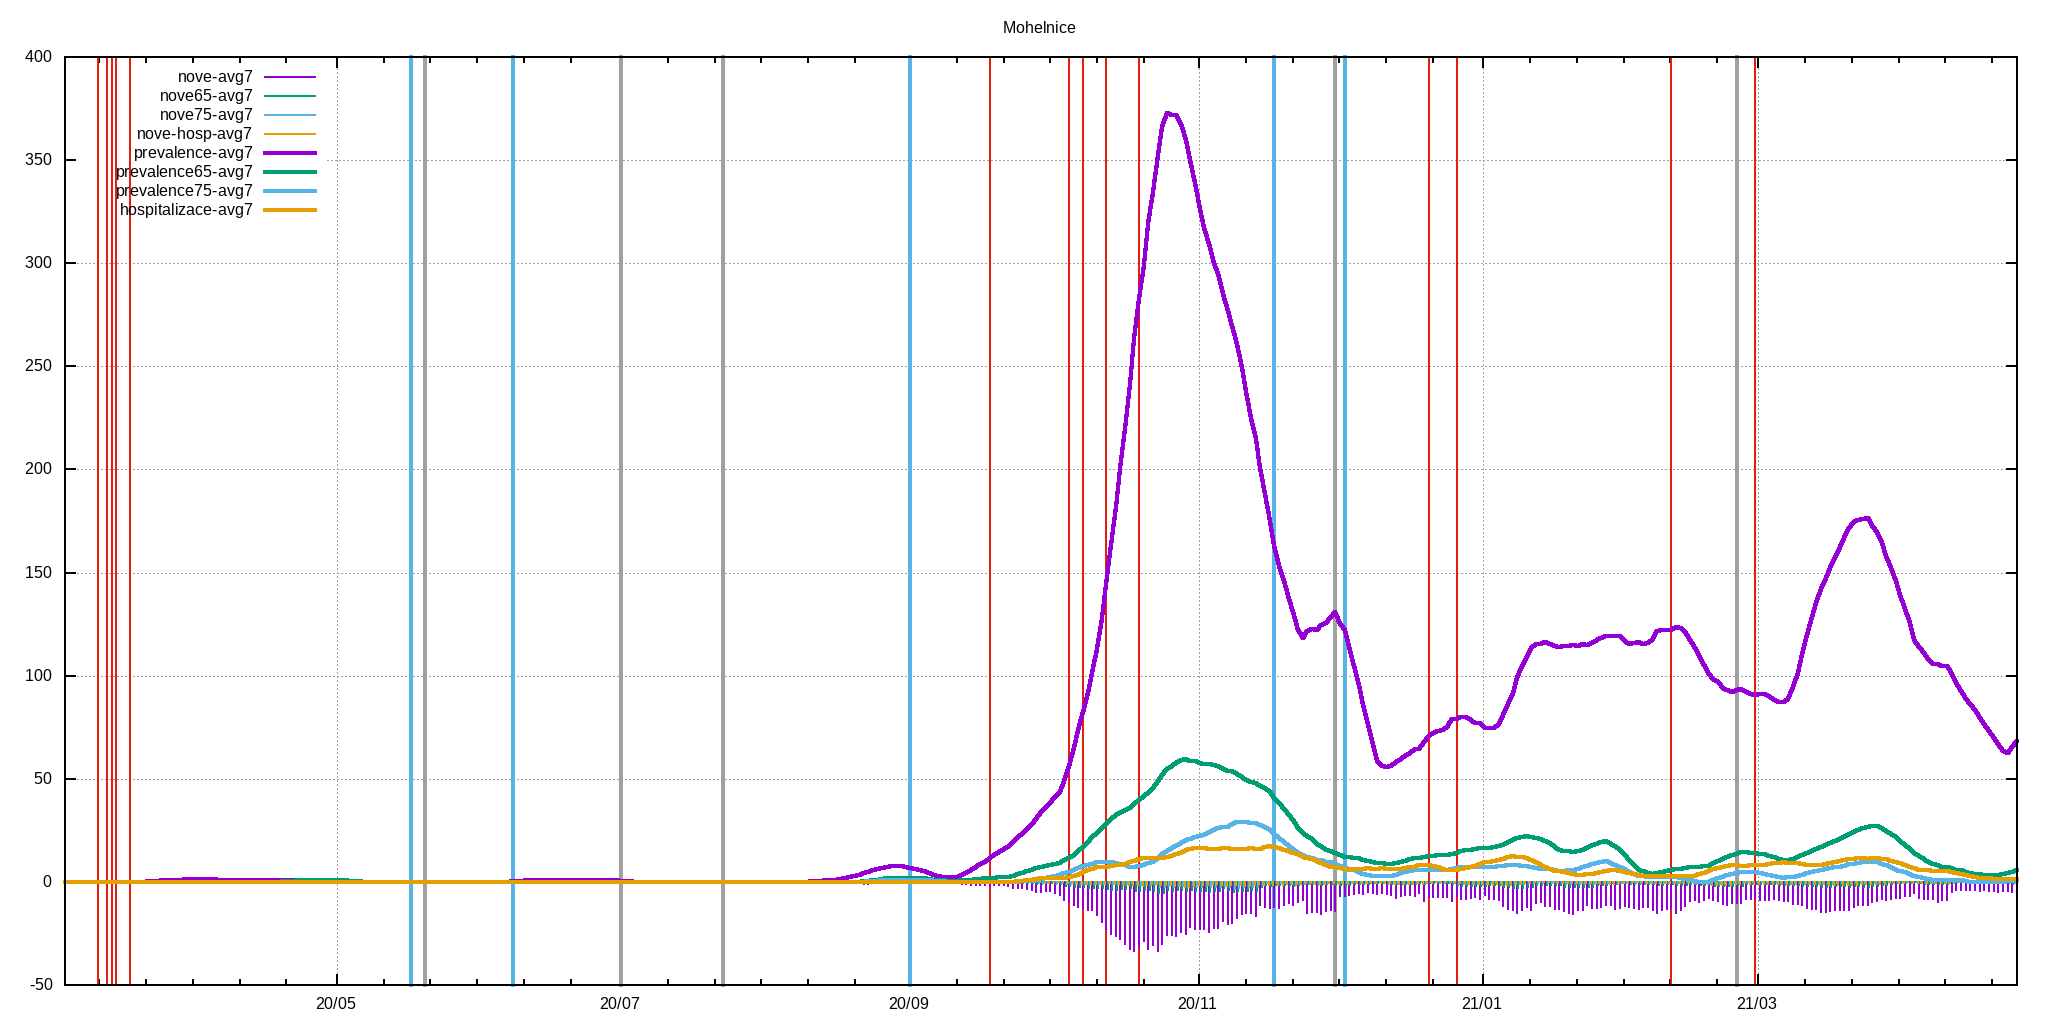 Mohelnice
400
350
300
250
200
150
100
50
0
-50
nove-avg7
nove65-avg7
nove75-avg7
nove-hosp-avg7
prevalence-avg7
prevalence65-avg7
prevalence75-avg7
hospitalizace-avg7
20/05 20/07 20/09 20/11 21/01 21/03